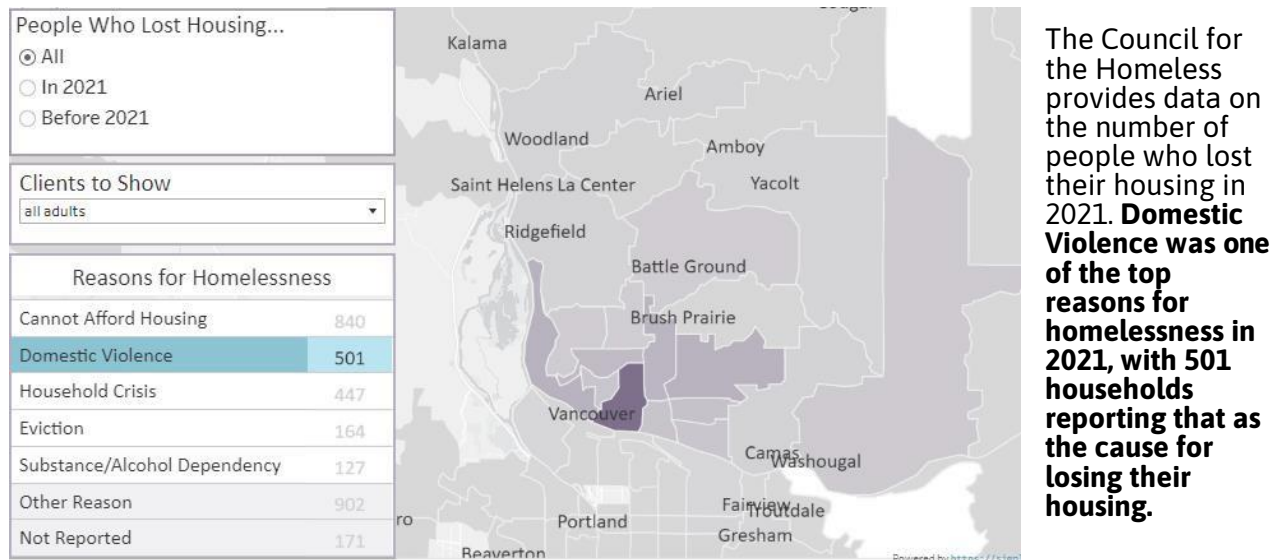 People Who Lost Housing...
All
In 2021
Before 2021
Clients to Show
all adults
Reasons for Homelessness
Cannot Afford Housing 840
Domestic Violence 501
Household Crisis 447
Eviction 164
Substance/Alcohol Dependency 127
Other Reason 902
Not Reported 171
Kalama
Ariel
Woodland
Amboy
Saint Helens La Center
Yacolt
Ridgefield
Battle Ground
Brush Prairie
Vancouver
Camas
Washougal
Fairview
Troutdale
ro
Portland
Gresham
Beaverton
Powered by
The Council for
the Homeless
provides data on
the number of
people who lost
their housing in
2021. Domestic
Violence was one
of the top
reasons for
homelessness in
2021, with 501
households
reporting that as
the cause for
losing their
housing.